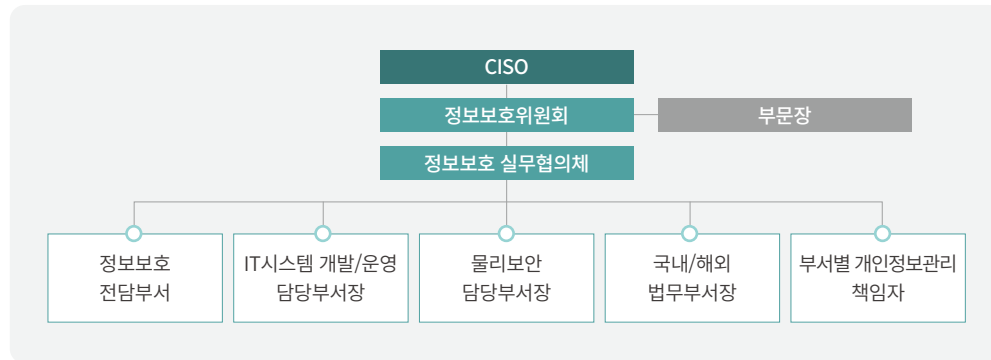 CISO
정보보호위원회
부문장
정보보호 실무협의체
정보보호
전담부서
IT시스템 개발/운영
담당부서장
물리보안
담당부서장
국내/해외
법무부서장
부서별 개인정보관리
책임자